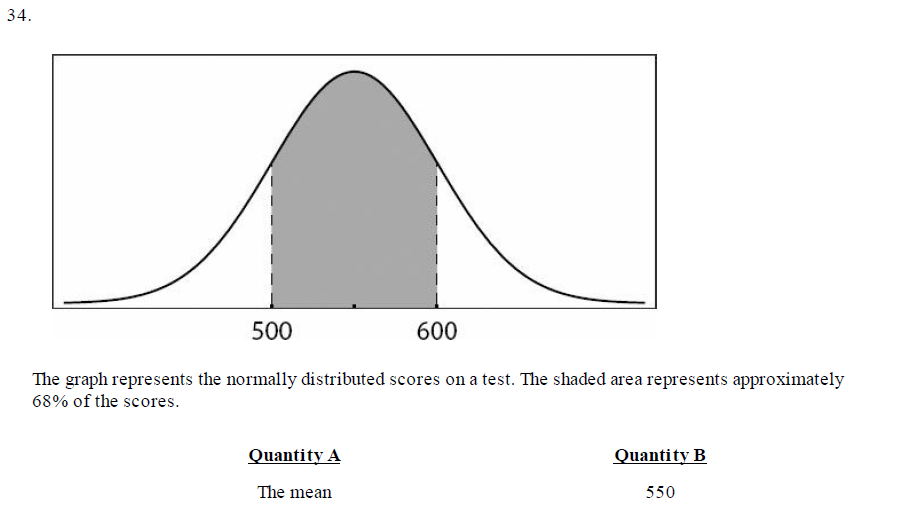 34.
500 600
The graph represents the normally distributed scores on a test. The shaded area represents approximately
68% of the scores.
Quantity A Quantity B
The mean 550